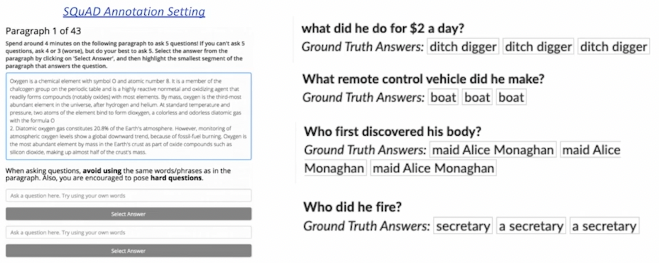 SQuAD Annotation Setting
Paragraph 1 of 43
Spend around 4 minutes on the following paragraph to ask 5 questions! If you can't ask 5
questions, ask 4 or 3 (worse), but do your best to ask 5. Select the answer from the
paragraph by clicking on 'Select Answer', and then highlight the smallest segment of the
paragraph that answers the question.
Oxygen is a chemical element with symbol O and atomic number 8. It is a member of the
chalcogen group on the periodic table and is a highly reactive nonmetal and oxidizing agent that
readily forms compounds (notably oxides) with most elements. By mass, oxygen is the third-most
abundant element in the universe, after hydrogen and helium. At standard temperature and
pressure, two atoms of the element bind to form dioxygen, a colorless and odorless diatomic gas
with the formula O
2. Diatomic oxygen gas constitutes 20.8% of the Earth's atmosphere. However, monitoring of
atmospheric oxygen levels show a global downward trend, because of fossil-fuel burning. Oxygen is
the most abundant element by mass in the Earth's crust as part of oxide compounds such as
silicon dioxide, making up almost half of the crust's mass.
When asking questions, avoid using the same words/phrases as in the
paragraph. Also, you are encouraged to pose hard questions.
Ask a question here. Try using your own words
Select Answer
Ask a question here. Try using your own words
Select Answer
what did he do for $2 a day?
Ground Truth Answers: ditch digger ditch digger ditch digger
What remote control vehicle did he make?
Ground Truth Answers: boat boat boat
Who first discovered his body?
Ground Truth Answers: maid Alice Monaghan maid Alice
Monaghan maid Alice Monaghan
Who did he fire?
Ground Truth Answers: secretary a secretary a secretary